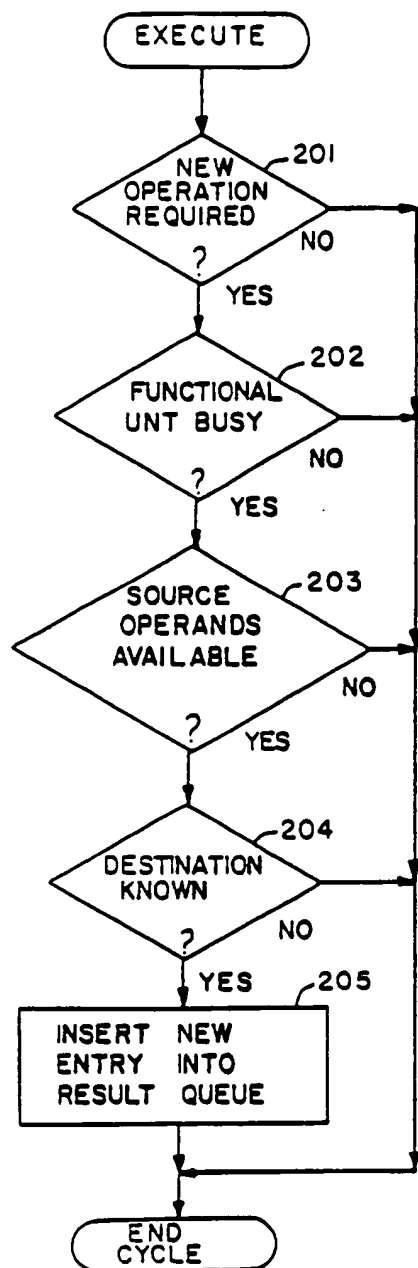 EXECUTE
201
NEW
OPERATION
REQUIRED
?
NO
YES
202
FUNCTIONAL
UNT BUSY
?
NO
YES
203
SOURCE
OPERANDS
AVAILABLE
?
NO
YES
204
DESTINATION
KNOWN
?
NO
YES
205
INSERT NEW
ENTRY INTO
RESULT QUEUE
END
CYCLE